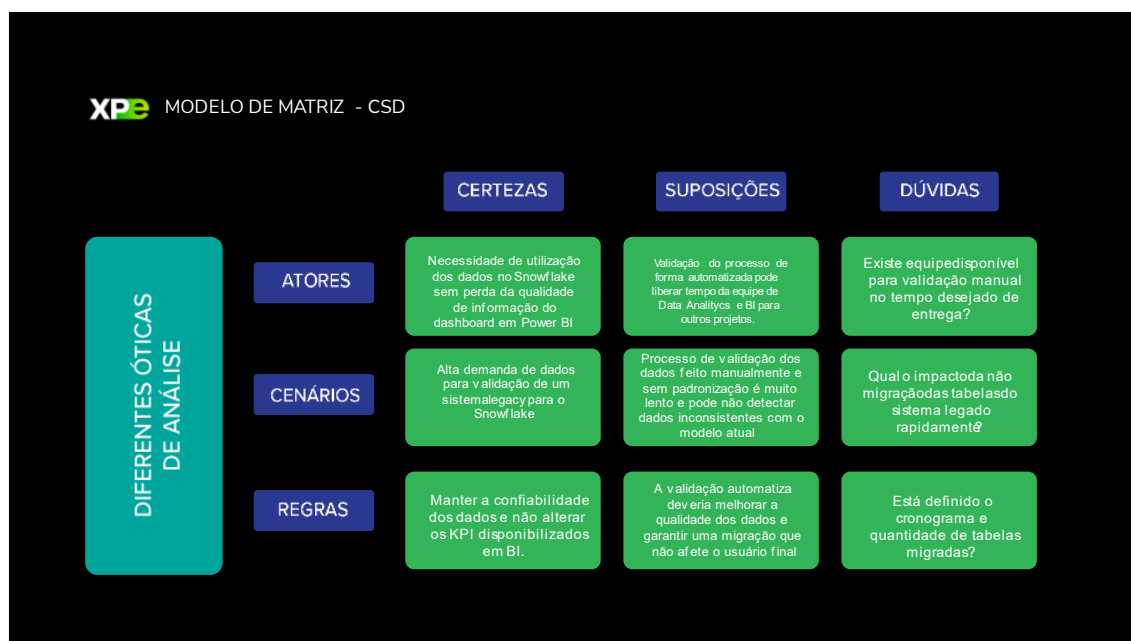 XPe MODELO DE MATRIZ - CSD
CERTEZAS
SUPOSIÇÕES
DÚVIDAS
DIFERENTES ÓTICAS
DE ANÁLISE
ATORES
Necessidade de utilização
dos dados no Snowflake
sem perda da qualidade
de informação do
dashboard em Power BI
Validação do processo de
forma automatizada pode
liberar tempo da equipe de
Data Analitycs e BI para
outros projetos.
Existe equipedisponível
para validação manual
no tempo desejado de
entrega?
CENÁRIOS
Alta demanda de dados
para validação de um
sistemalegacy para o
Snowflake
Processo de validação dos
dados feito manualmente e
sem padronização é muito
lento e pode não detectar
dados inconsistentes com o
modelo atual
Qual o impactoda não
migraçãodas tabelasdo
sistema legado
rapidamente?
REGRAS
Manter a confiabilidade
dos dados e não alterar
os KPI disponibilizados
em BI.
A validação automatiza
deveria melhorar a
qualidade dos dados e
garantir uma migração que
não afete o usuário final
Está definido o
cronograma e
quantidade de tabelas
migradas?